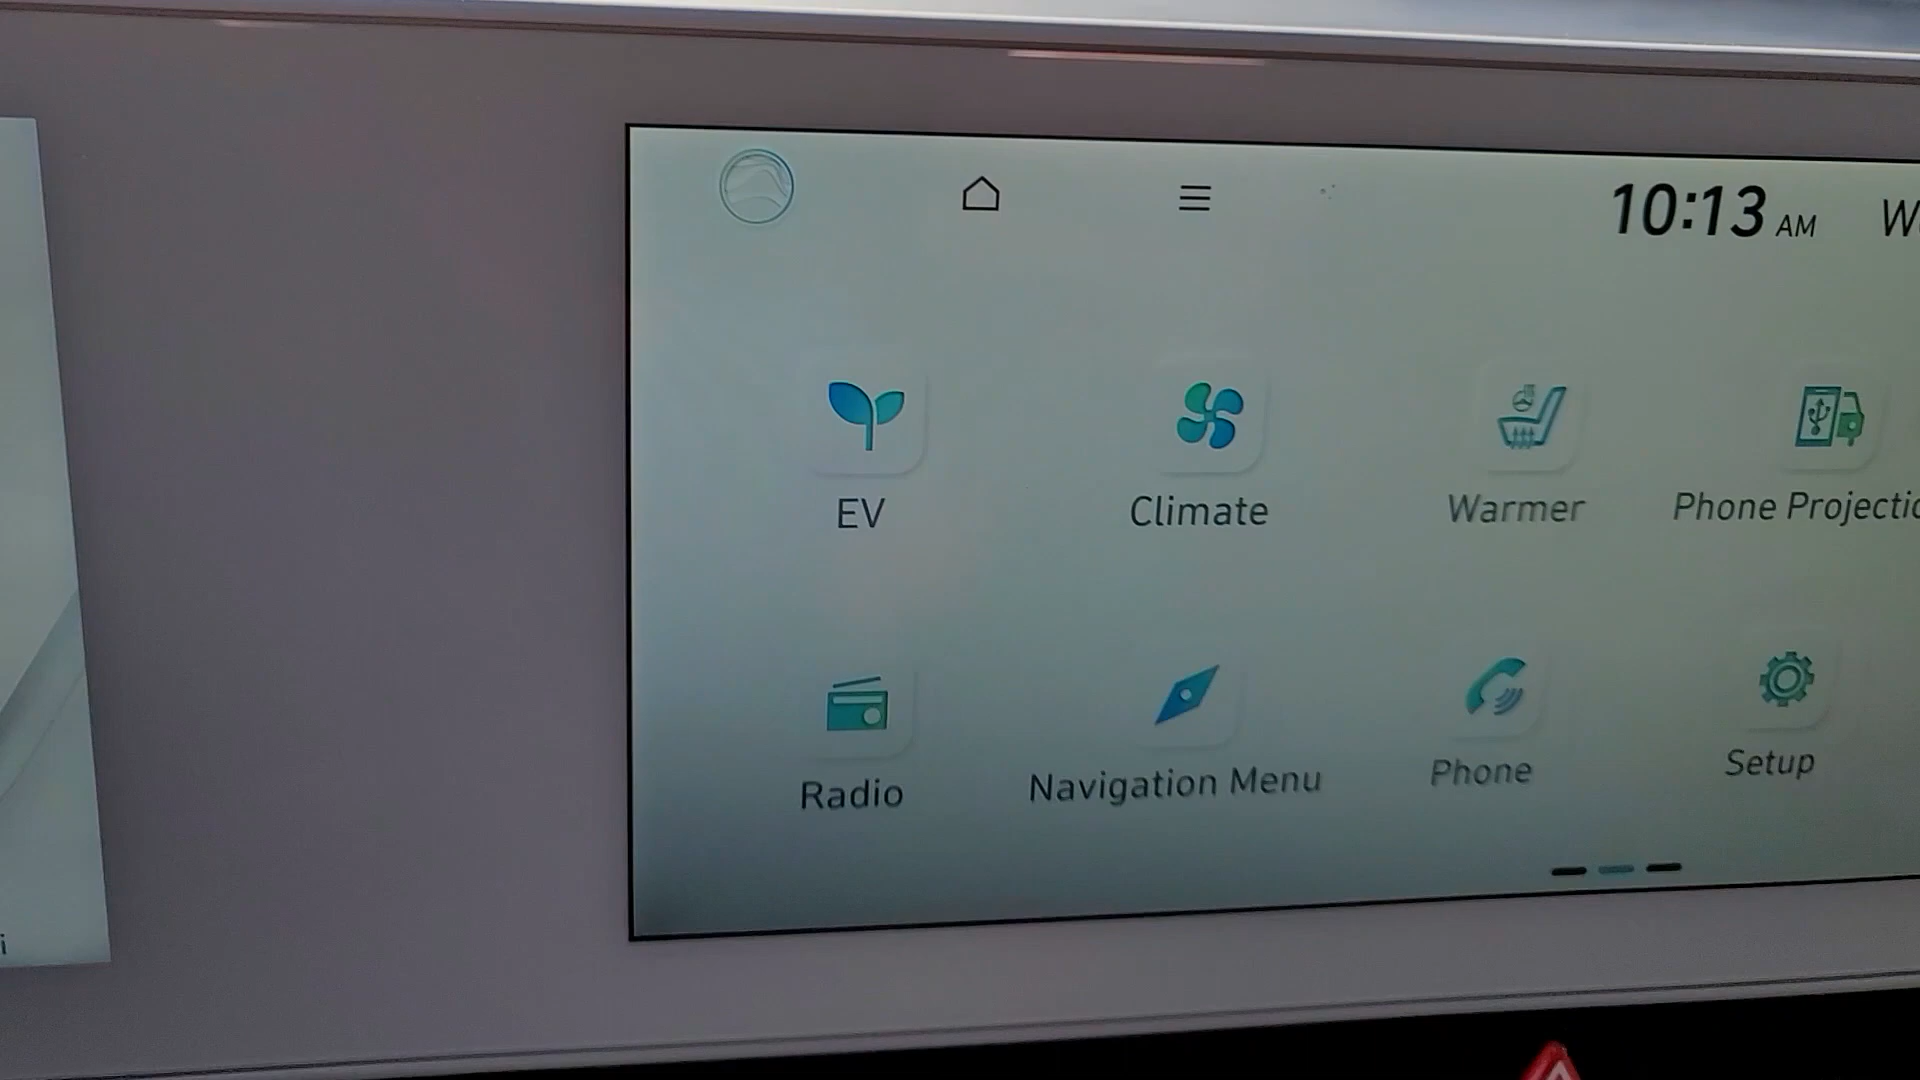 10:13 AM
EV
Climate
Warmer
Radio
Navigation Menu
Phone
Setup